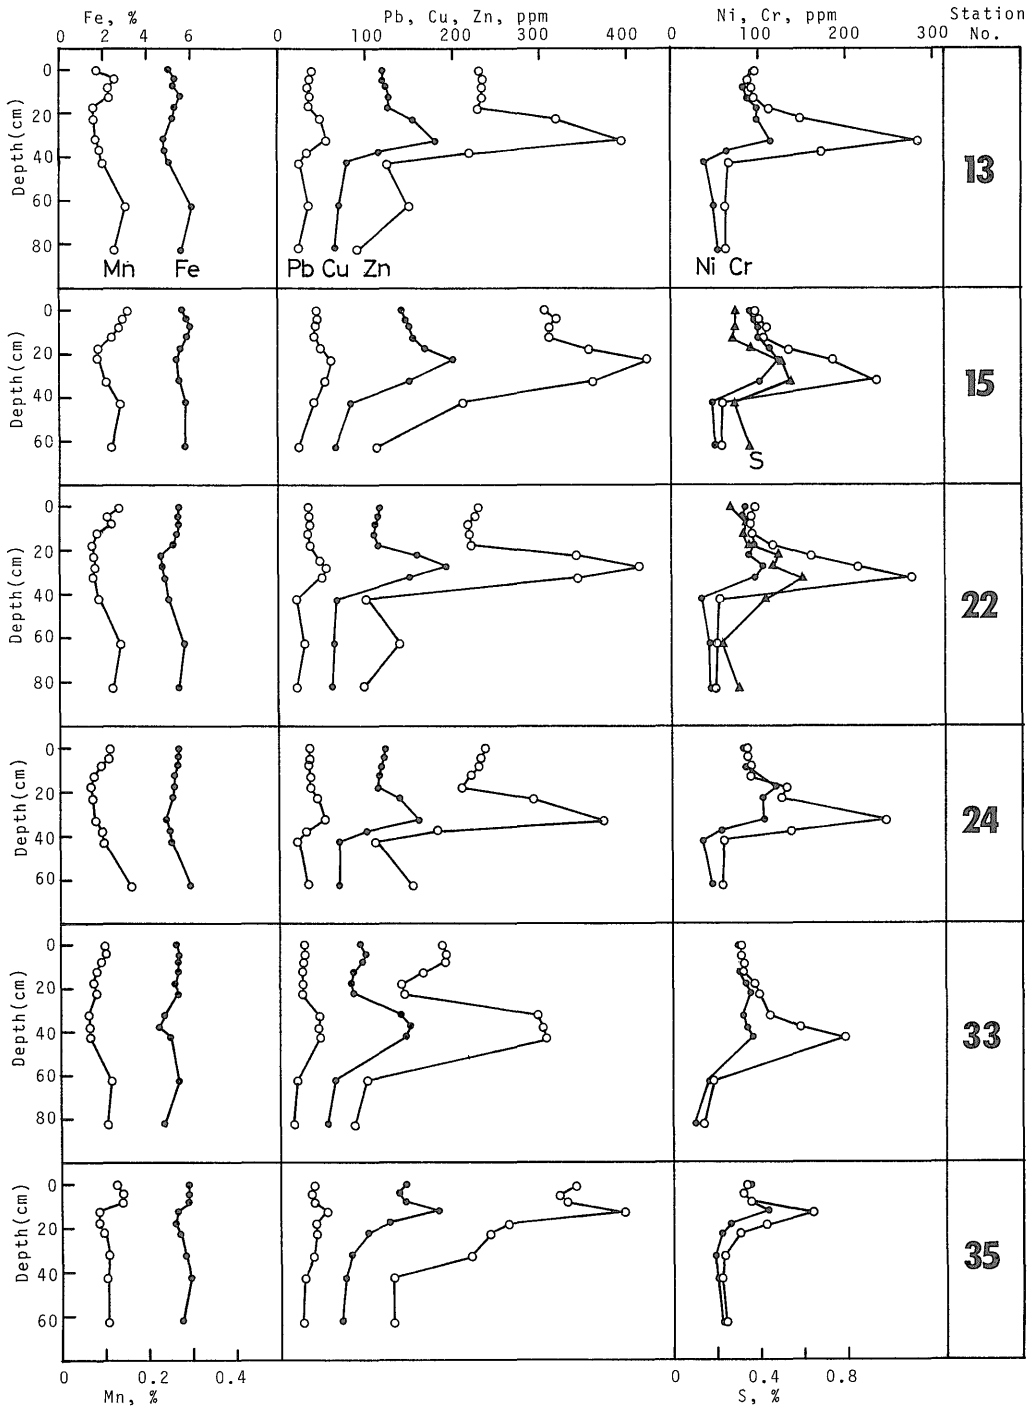 Fe, % Pb, Cu, Zn, ppm Ni, Cr, ppm Station No.
0 2 4 6 0 100 200 300 400 0 100 200 300
Depth(cm)
0
20
40
60
80
Mn Fe Pb Cu Zn Ni Cr
13
Depth(cm)
0
20
40
60
S
15
Depth(cm)
0
20
40
60
80
22
Depth(cm)
0
20
40
60
24
Depth(cm)
0
20
40
60
80
33
Depth(cm)
0
20
40
60
35
0 0.2 0.4 0 0.4 0.8
Mn, % S, %